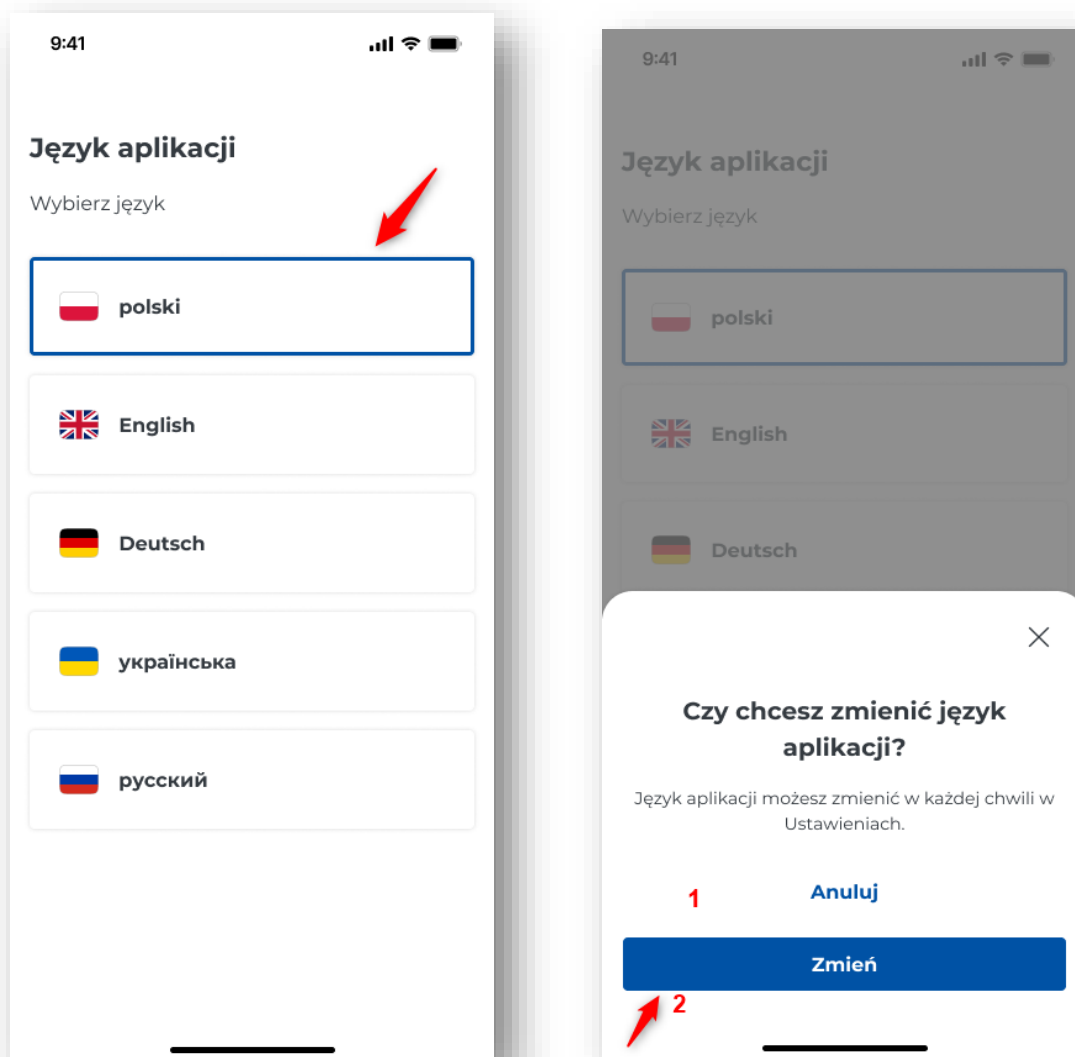 9:41
Język aplikacji
Wybierz język
polski
English
Deutsch
українська
русский
9:41
Język aplikacji
Wybierz język
polski
English
Deutsch
Czy chcesz zmienić język
aplikacji?
Język aplikacji możesz zmienić w każdej chwili w
Ustawieniach.
1
Anuluj
Zmień
2